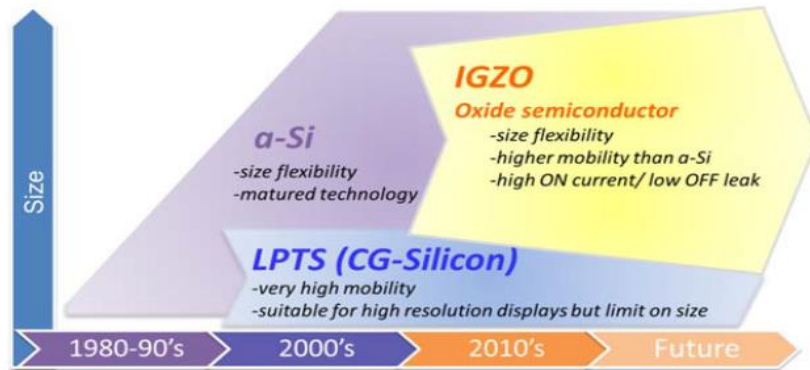 Size
α-Si
-size flexibility
-matured technology
IGZO
Oxide semiconductor
-size flexibility
-higher mobility than α-Si
-high ON current/ low OFF leak
LPTS (CG-Silicon)
-very high mobility
-suitable for high resolution displays but limit on size
1980-90's
2000's
2010's
Future